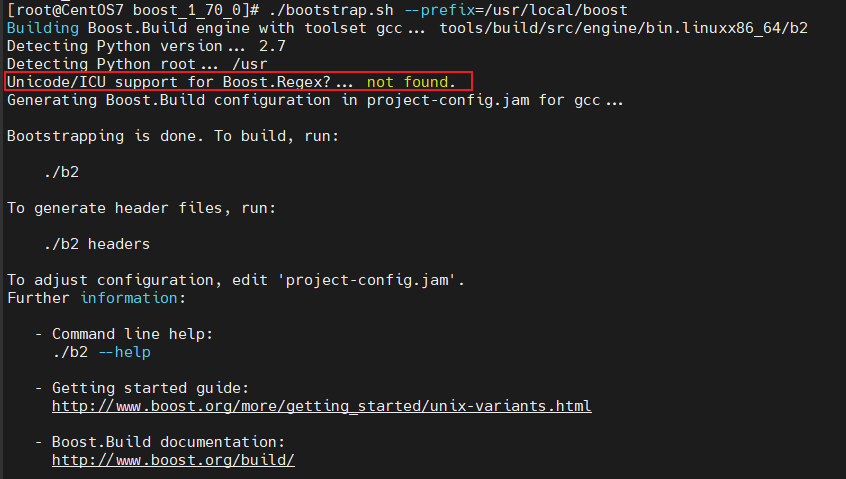 [root@CentOS7 boost_1_70_0]# ./bootstrap.sh --prefix=/usr/local/boost
Building Boost.Build engine with toolset gcc... tools/build/src/engine/bin.linuxx86_64/b2
Detecting Python version... 2.7
Detecting Python root... /usr
Unicode/ICU support for Boost.Regex?... not found.
Generating Boost.Build configuration in project-config.jam for gcc...
Bootstrapping is done. To build, run:
./b2
To generate header files, run:
./b2 headers
To adjust configuration, edit 'project-config.jam'.
Further information:
- Command line help:
./b2 --help
- Getting started guide:
http://www.boost.org/more/getting_started/unix-variants.html
- Boost.Build documentation:
http://www.boost.org/build/